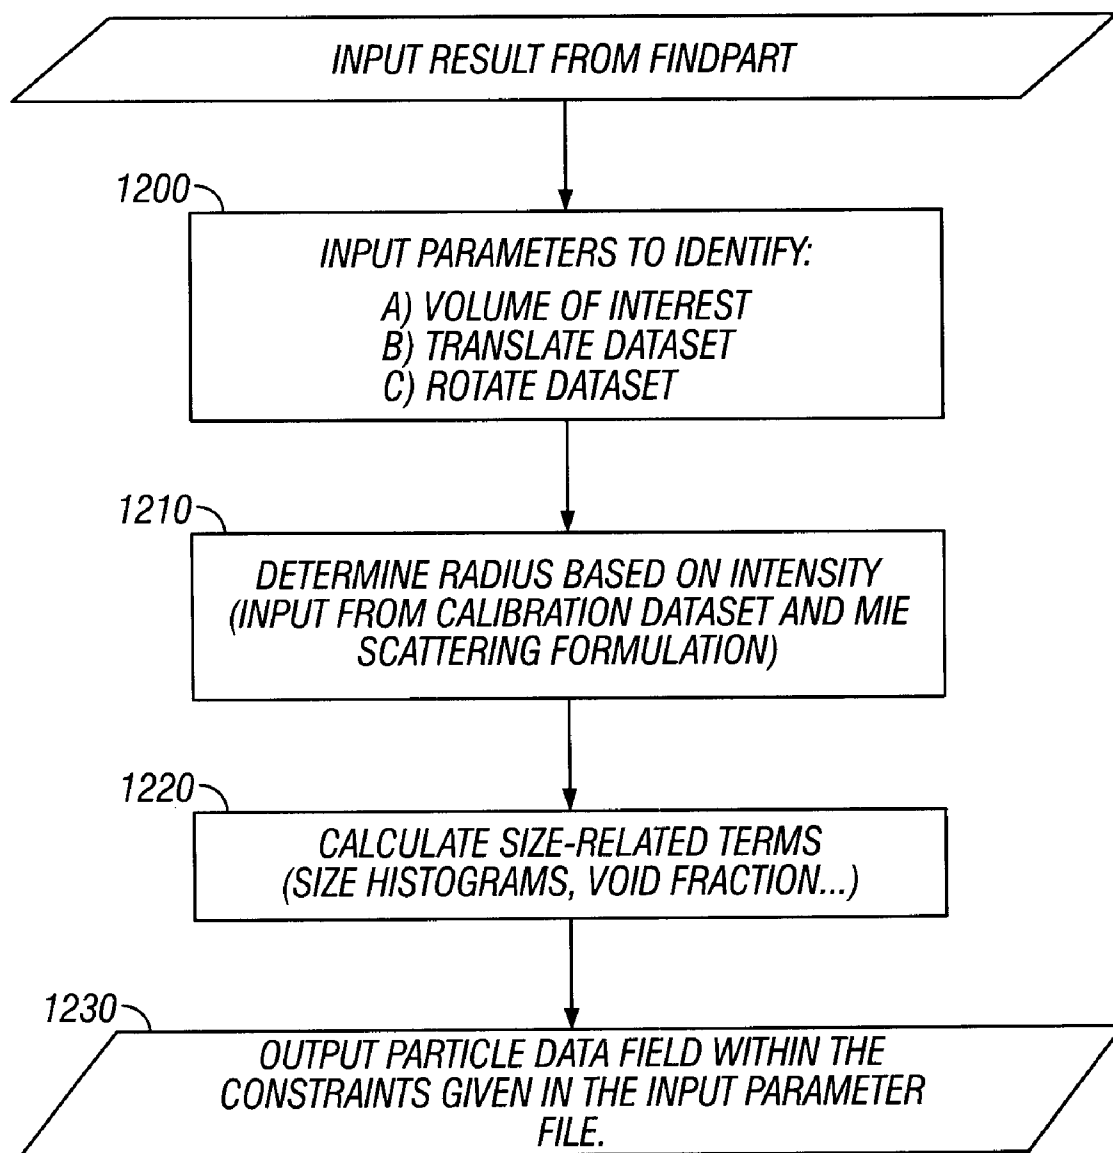 INPUT RESULT FROM FINDPART
1200
INPUT PARAMETERS TO IDENTIFY:
A) VOLUME OF INTEREST
B) TRANSLATE DATASET
C) ROTATE DATASET
1210
DETERMINE RADIUS BASED ON INTENSITY
(INPUT FROM CALIBRATION DATASET AND MIE
SCATTERING FORMULATION)
1220
CALCULATE SIZE-RELATED TERMS
(SIZE HISTOGRAMS, VOID FRACTION...)
1230
OUTPUT PARTICLE DATA FIELD WITHIN THE
CONSTRAINTS GIVEN IN THE INPUT PARAMETER
FILE.